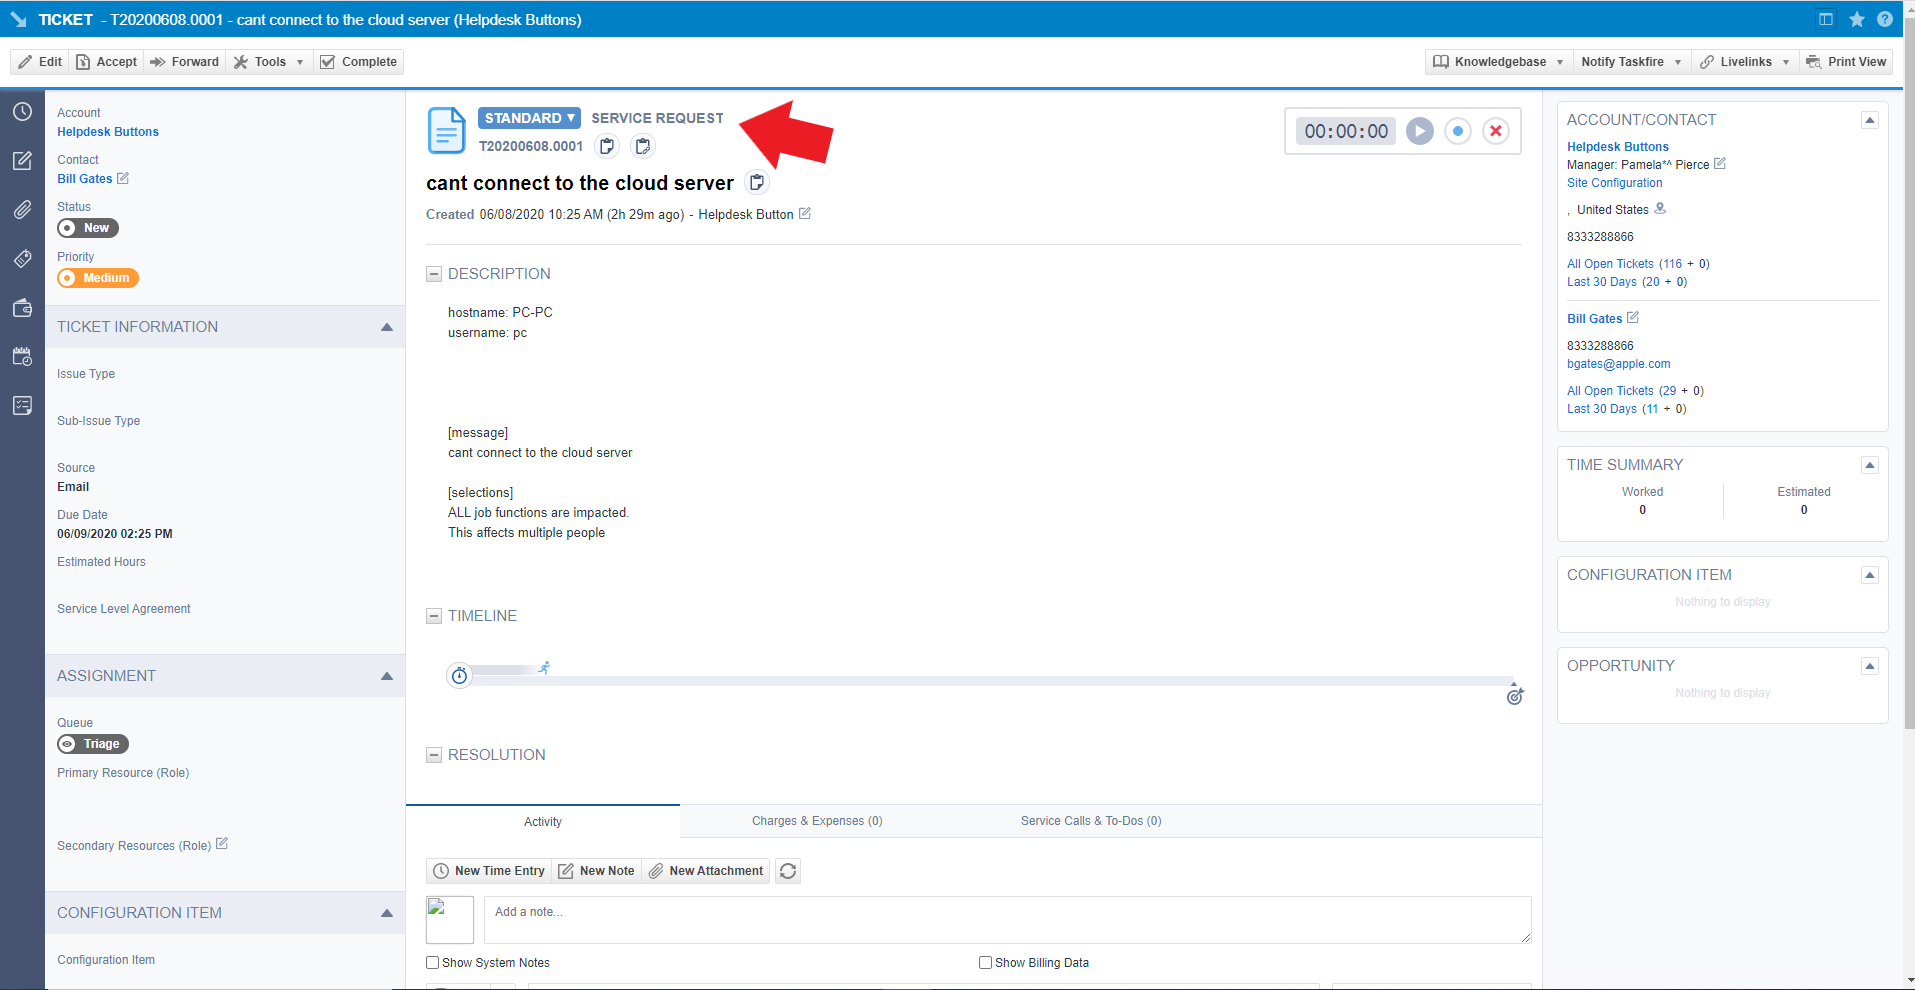 TICKET - T20200608.0001 - cant connect to the cloud server (Helpdesk Buttons)
Edit Accept Forward Tools Complete
Knowledgebase Notify Taskfire Livelinks Print View
Account
Helpdesk Buttons
Contact
Bill Gates
Status
New
Priority
Medium
TICKET INFORMATION
Issue Type
Sub-Issue Type
Source
Email
Due Date
06/09/2020 02:25 PM
Estimated Hours
Service Level Agreement
ASSIGNMENT
Queue
Triage
Primary Resource (Role)
Secondary Resources (Role)
CONFIGURATION ITEM
Configuration Item
STANDARD SERVICE REQUEST
T20200608.0001
00:00:00
cant connect to the cloud server
Created 06/08/2020 10:25 AM (2h 29m ago) - Helpdesk Button
DESCRIPTION
hostname: PC-PC
username: pc
[message]
cant connect to the cloud server
[selections]
ALL job functions are impacted.
This affects multiple people
TIMELINE
RESOLUTION
Activity Charges & Expenses (0) Service Calls & To-Dos (0)
New Time Entry New Note New Attachment
Add a note...
Show System Notes Show Billing Data
ACCOUNT/CONTACT
Helpdesk Buttons
Manager: Pamela*^ Pierce
Site Configuration
, United States
8333288866
All Open Tickets (116 + 0)
Last 30 Days (20 + 0)
Bill Gates
8333288866
bgates@apple.com
All Open Tickets (29 + 0)
Last 30 Days (11 + 0)
TIME SUMMARY
Worked Estimated
0 0
CONFIGURATION ITEM
Nothing to display
OPPORTUNITY
Nothing to display